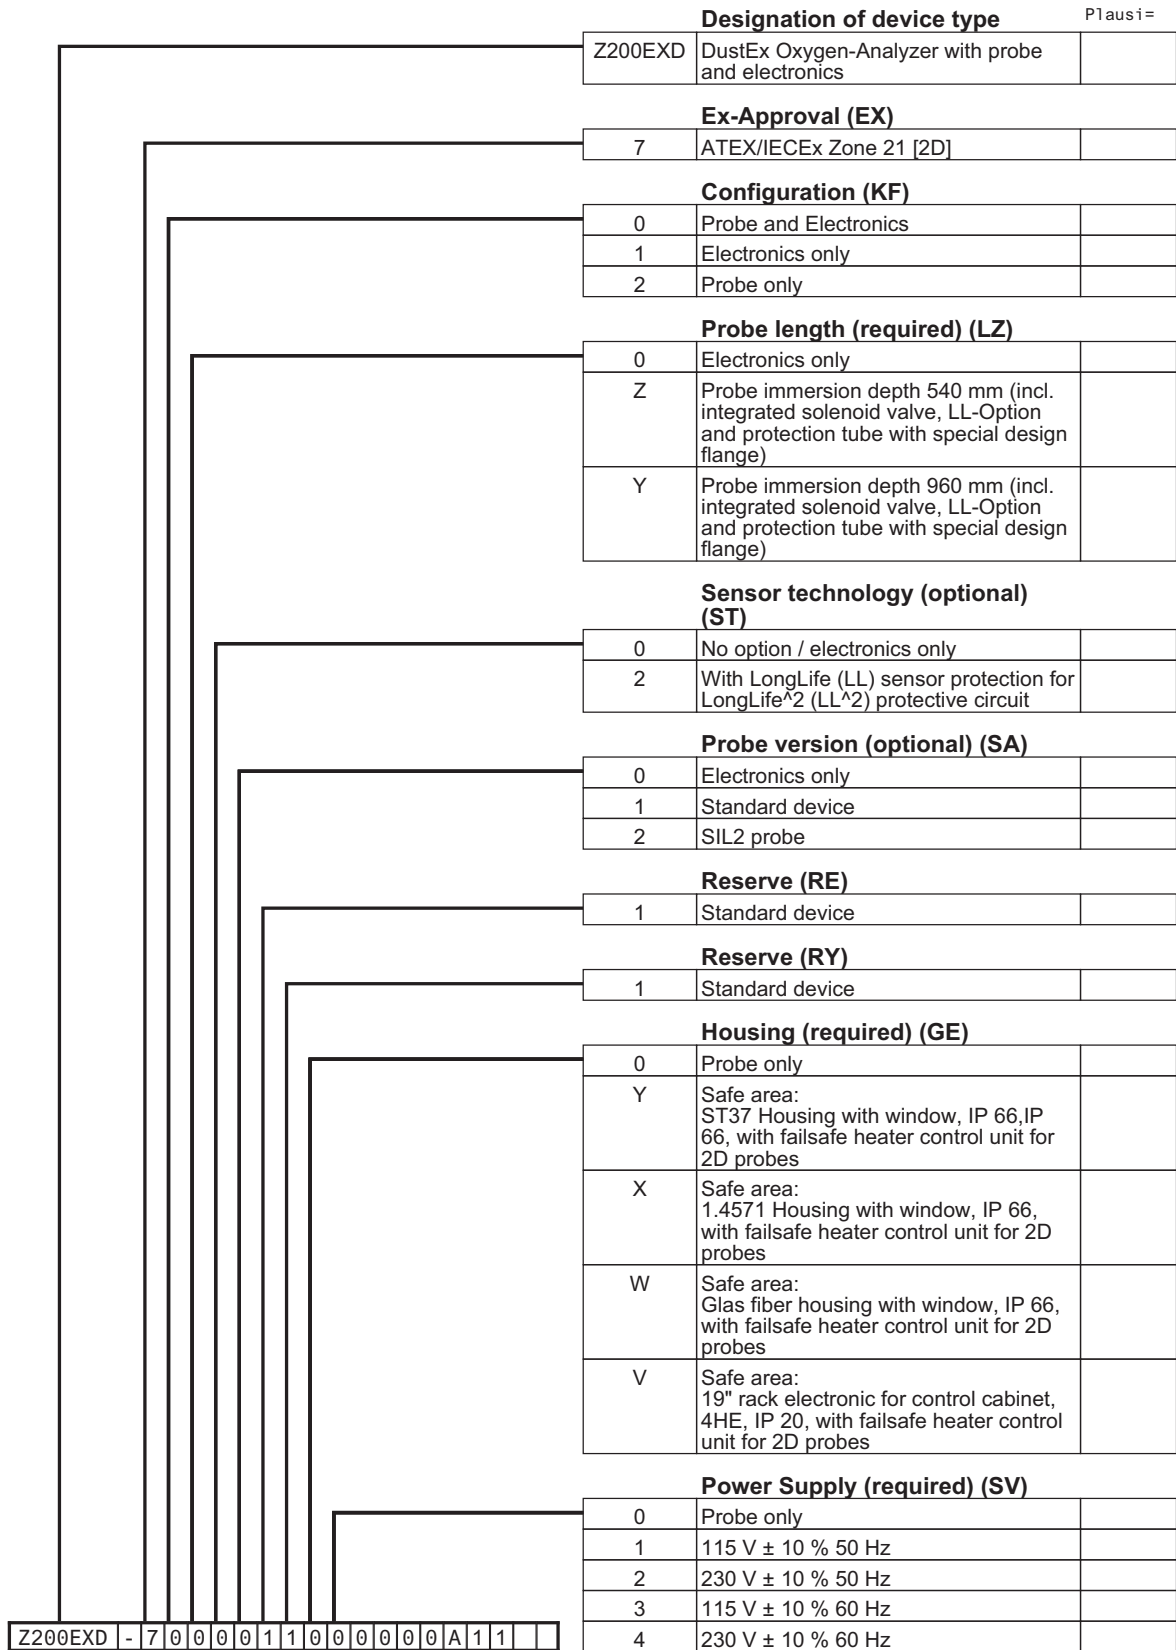 Designation of device type
Plausi=
Z200EXD DustEx Oxygen-Analyzer with probe
and electronics
Ex-Approval (EX)
7 ATEX/IECEx Zone 21 [2D]
Configuration (KF)
0 Probe and Electronics
1 Electronics only
2 Probe only
Probe length (required) (LZ)
0 Electronics only
Z Probe immersion depth 540 mm (incl.
integrated solenoid valve, LL-Option
and protection tube with special design
flange)
Y Probe immersion depth 960 mm (incl.
integrated solenoid valve, LL-Option
and protection tube with special design
flange)
Sensor technology (optional)
(ST)
0 No option / electronics only
2 With LongLife (LL) sensor protection for
LongLife^2 (LL^2) protective circuit
Probe version (optional) (SA)
0 Electronics only
1 Standard device
2 SIL2 probe
Reserve (RE)
1 Standard device
Reserve (RY)
1 Standard device
Housing (required) (GE)
0 Probe only
Y Safe area:
ST37 Housing with window, IP 66,IP
66, with failsafe heater control unit for
2D probes
X Safe area:
1.4571 Housing with window, IP 66,
with failsafe heater control unit for 2D
probes
W Safe area:
Glas fiber housing with window, IP 66,
with failsafe heater control unit for 2D
probes
V Safe area:
19" rack electronic for control cabinet,
4HE, IP 20, with failsafe heater control
unit for 2D probes
Power Supply (required) (SV)
0 Probe only
1 115 V ± 10 % 50 Hz
2 230 V ± 10 % 50 Hz
3 115 V ± 10 % 60 Hz
4 230 V ± 10 % 60 Hz
Z200EXD - 7 0 0 0 0 1 1 0 0 0 0 0 0 A 1 1